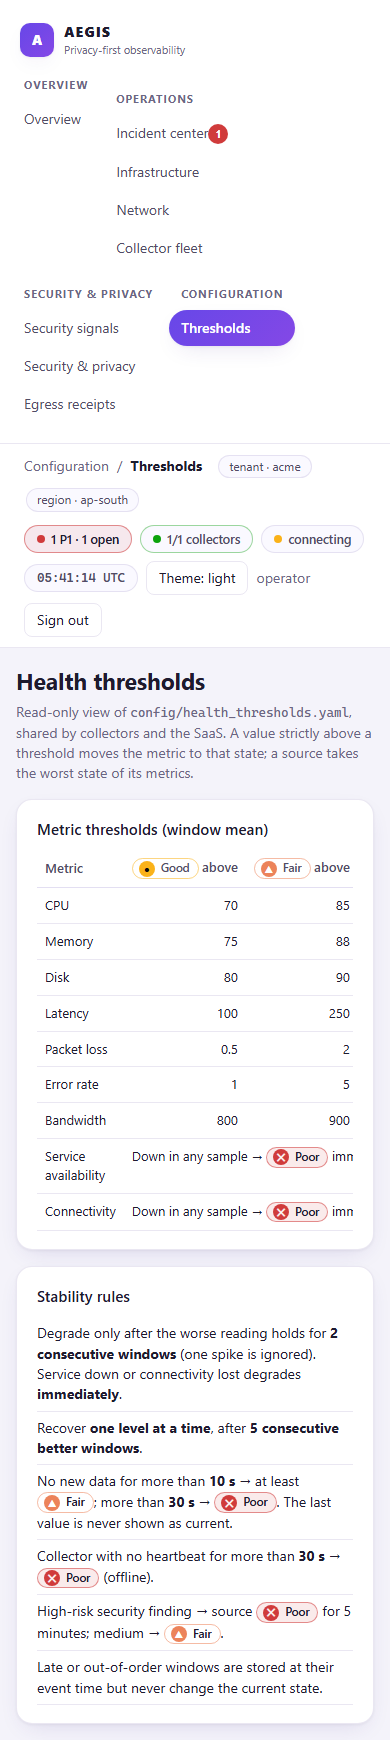 A
AEGIS
Privacy-first observability
OVERVIEW
Overview
OPERATIONS
Incident center 1
Infrastructure
Network
Collector fleet
SECURITY & PRIVACY
Security signals
Security & privacy
Egress receipts
CONFIGURATION
Thresholds
Configuration / Thresholds tenant · acme
region · ap-south
1 P1 · 1 open 1/1 collectors connecting
05:41:14 UTC Theme: light operator
Sign out
Health thresholds
Read-only view of config/health_thresholds.yaml,
shared by collectors and the SaaS. A value strictly above a
threshold moves the metric to that state; a source takes
the worst state of its metrics.
Metric thresholds (window mean)
Metric Good above Fair above
CPU 70 85
Memory 75 88
Disk 80 90
Latency 100 250
Packet loss 0.5 2
Error rate 1 5
Bandwidth 800 900
Service availability Down in any sample → Poor imm
Connectivity Down in any sample → Poor imm
Stability rules
Degrade only after the worse reading holds for 2
consecutive windows (one spike is ignored).
Service down or connectivity lost degrades
immediately.
Recover one level at a time, after 5 consecutive
better windows.
No new data for more than 10 s → at least
Fair; more than 30 s → Poor. The last
value is never shown as current.
Collector with no heartbeat for more than 30 s →
Poor (offline).
High-risk security finding → source Poor for 5
minutes; medium → Fair.
Late or out-of-order windows are stored at their
event time but never change the current state.